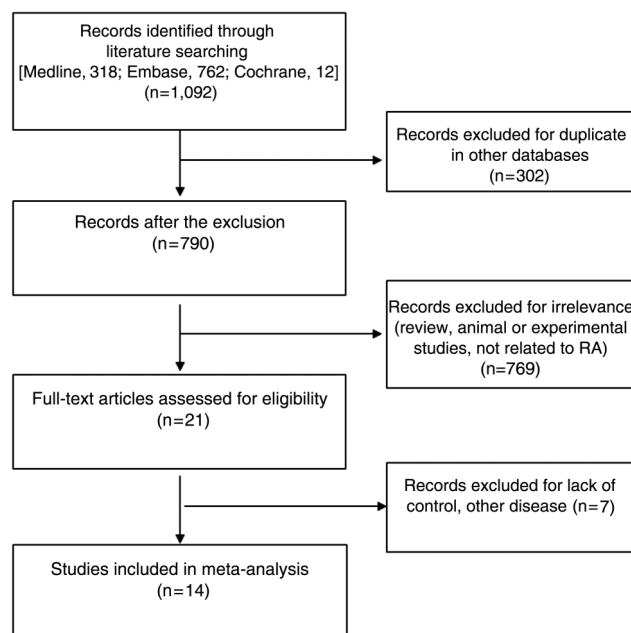 Records identified through
literature searching
[Medline, 318; Embase, 762; Cochrane, 12]
(n=1,092)
Records excluded for duplicate
in other databases
(n=302)
Records after the exclusion
(n=790)
Records excluded for irrelevance
(review, animal or experimental
studies, not related to RA)
(n=769)
Full-text articles assessed for eligibility
(n=21)
Records excluded for lack of
control, other disease (n=7)
Studies included in meta-analysis
(n=14)